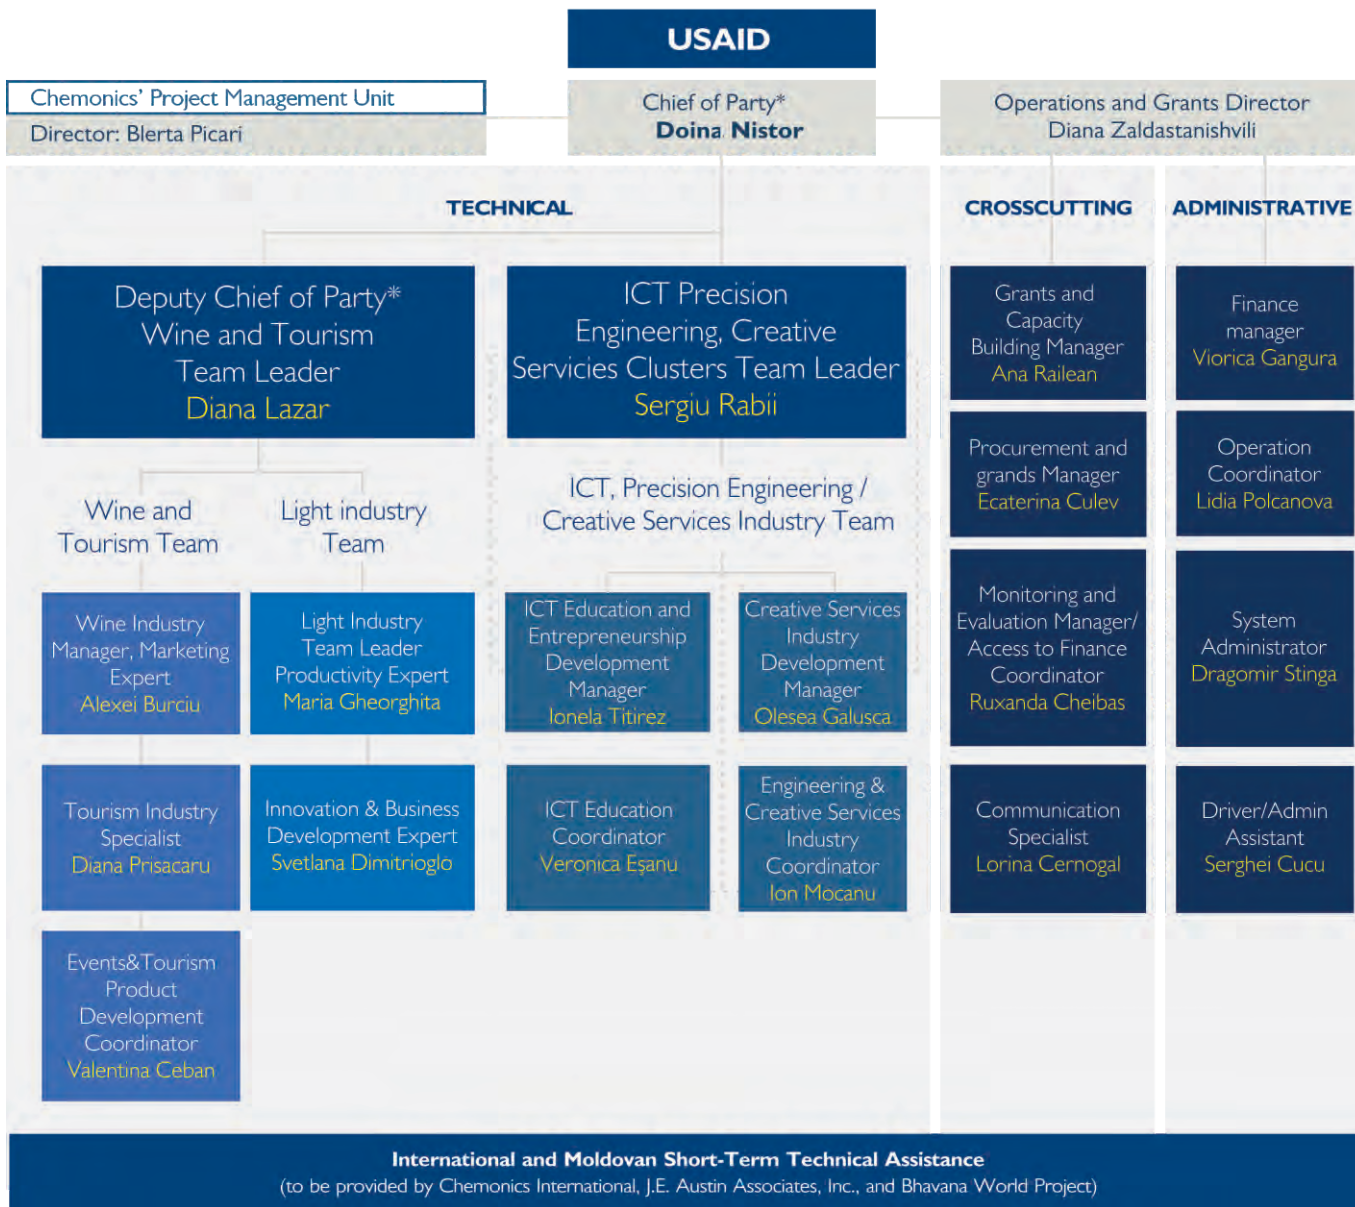 USAID
Chemonics' Project Management Unit
Director: Blerta Picari
Chief of Party*
Doina Nistor
Operations and Grants Director
Diana Zaldastanishvili
TECHNICAL
CROSSCUTTING
ADMINISTRATIVE
Deputy Chief of Party*
Wine and Tourism
Team Leader
Diana Lazar
ICT Precision
Engineering, Creative
Servicies Clusters Team Leader
Sergiu Rabii
Wine and
Tourism Team
Light industry
Team
ICT, Precision Engineering /
Creative Services Industry Team
Wine Industry
Manager, Marketing
Expert
Alexei Burciu
Light Industry
Team Leader
Productivity Expert
Maria Gheorghita
ICT Education and
Entrepreneurship
Development
Manager
Ionela Titirez
Creative Services
Industry
Development
Manager
Olesea Galusca
Tourism Industry
Specialist
Diana Prisacaru
Innovation & Business
Development Expert
Svetlana Dimitrioglo
ICT Education
Coordinator
Veronica Eşanu
Engineering &
Creative Services
Industry
Coordinator
Ion Mocanu
Events&Tourism
Product
Development
Coordinator
Valentina Ceban
Grants and
Capacity
Building Manager
Ana Railean
Procurement and
grands Manager
Ecaterina Culev
Monitoring and
Evaluation Manager/
Access to Finance
Coordinator
Ruxanda Cheibas
Communication
Specialist
Lorina Cernogal
Finance
manager
Viorica Gangura
Operation
Coordinator
Lidia Polcanova
System
Administrator
Dragomir Stinga
Driver/Admin
Assistant
Serghei Cucu
International and Moldovan Short-Term Technical Assistance
(to be provided by Chemonics International, J.E. Austin Associates, Inc., and Bhavana World Project)